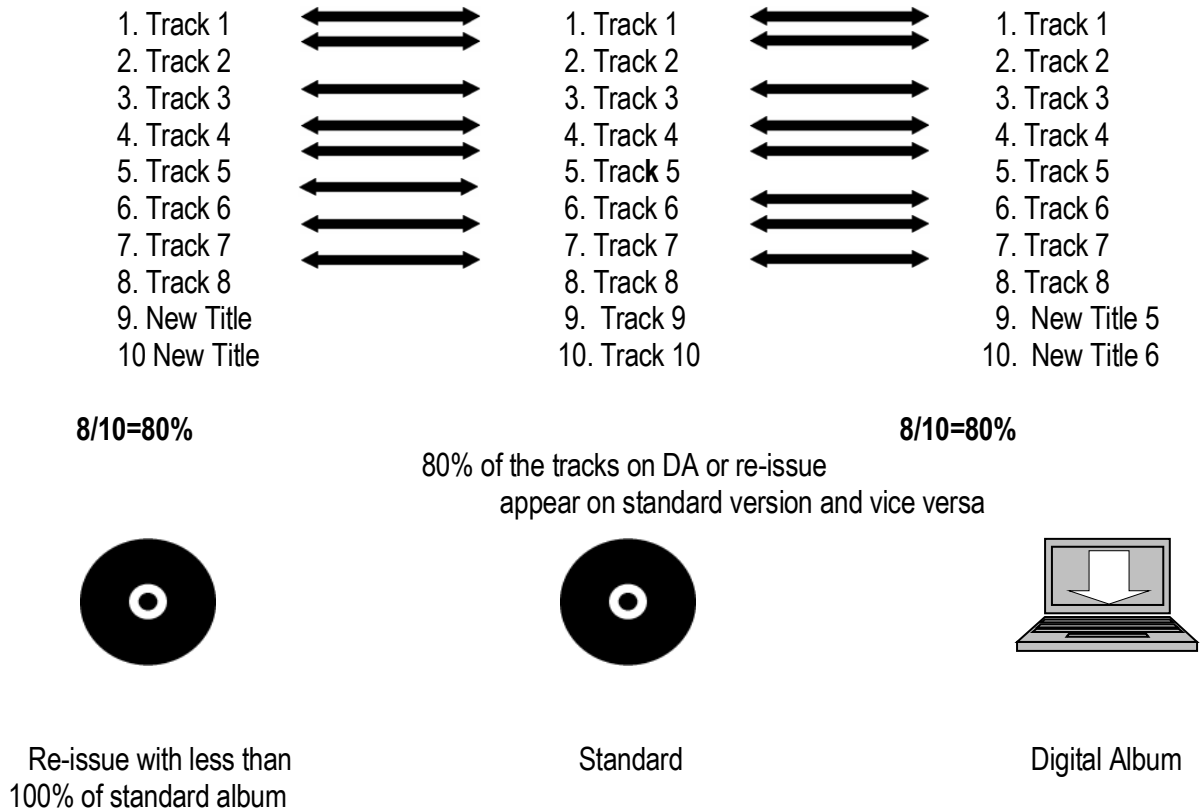 1. Track 1
2. Track 2
3. Track 3
4. Track 4
5. Track 5
6. Track 6
7. Track 7
8. Track 8
9. New Title
10 New Title
1. Track 1
2. Track 2
3. Track 3
4. Track 4
5. Track 5
6. Track 6
7. Track 7
8. Track 8
9. Track 9
10. Track 10
1. Track 1
2. Track 2
3. Track 3
4. Track 4
5. Track 5
6. Track 6
7. Track 7
8. Track 8
9. New Title 5
10. New Title 6
8/10=80%
8/10=80%
80% of the tracks on DA or re-issue
appear on standard version and vice versa
Re-issue with less than
100% of standard album
Standard
Digital Album